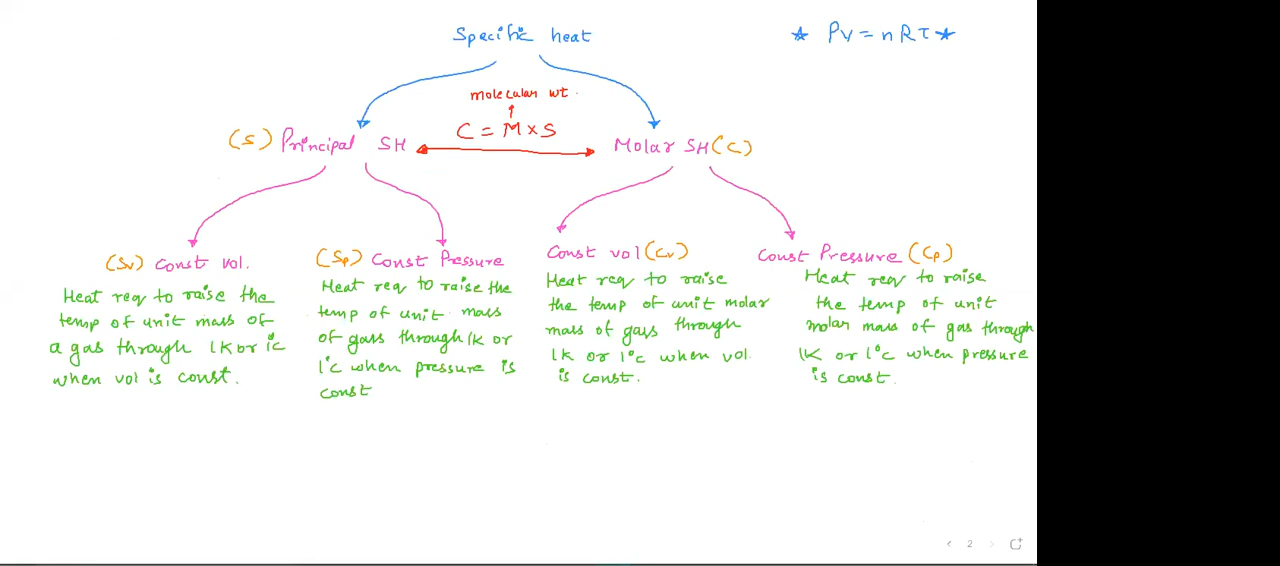 Specific heat
★ PV = nRT ★
molecular wt.
C = M × S
(S) Principal SH
Molar SH (C)
(Sv) Const vol.
Heat req to raise the
temp of unit mass of
a gas through 1K or 1c
when vol is const.
(Sp) Const Pressure
Heat req to raise the
temp of unit mass
of gass through 1K or
1°c when pressure is
const
Const vol (Cv)
Heat req to raise
the temp of unit molar
mass of gass through
1K or 1°c when vol.
is const.
Const Pressure (Cp)
Heat req to raise
the temp of unit
molar mass of gass through
1K or 1°c when pressure
is const.
2